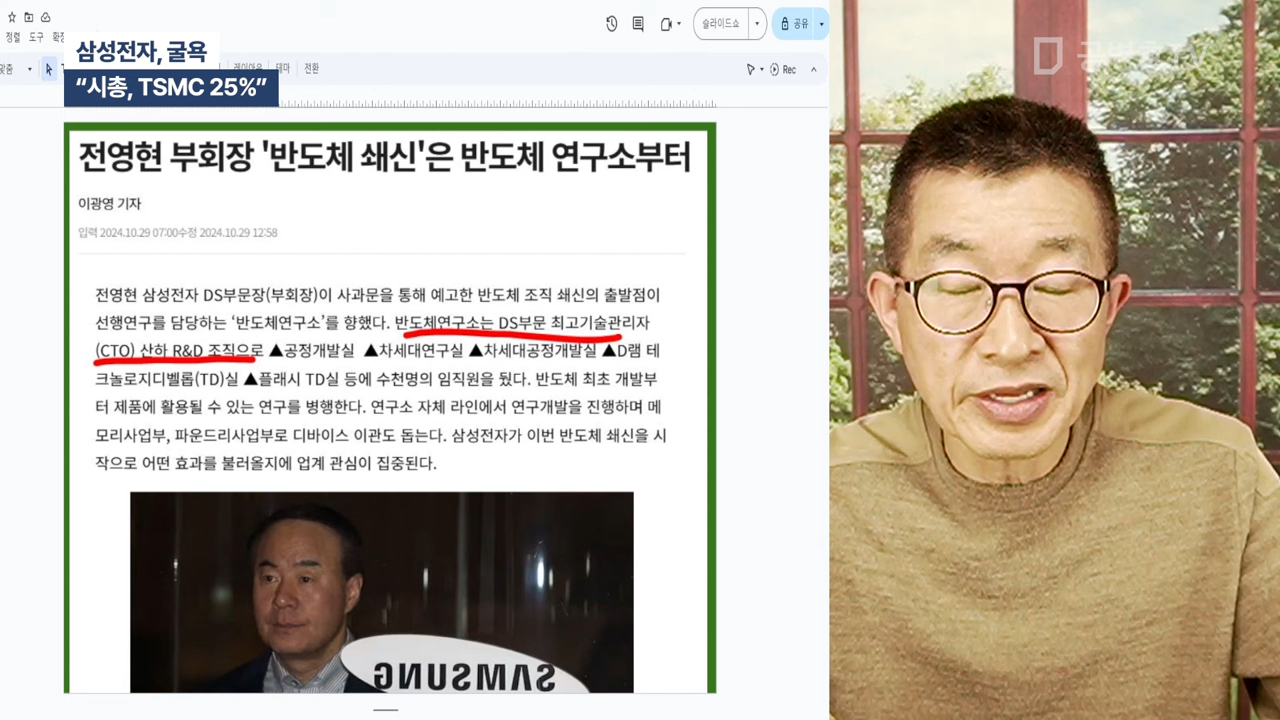 정렬 도구
슬라이드쇼
공유
삼성전자, 굴욕
“시총, TSMC 25%”
맞춤
테마 전환
Rec
전영현 부회장 '반도체 쇄신'은 반도체 연구소부터
이광영 기자
입력 2024.10.29 07:00수정 2024.10.29 12:58
전영현 삼성전자 DS부문장(부회장)이 사과문을 통해 예고한 반도체 조직 쇄신의 출발점이
선행연구를 담당하는 ‘반도체연구소’를 향했다. 반도체연구소는 DS부문 최고기술관리자
(CTO) 산하 R&D 조직으로 ▲공정개발실 ▲차세대연구실 ▲차세대공정개발실 ▲D램 테
크놀로지디벨롭(TD)실 ▲플래시 TD실 등에 수천명의 임직원을 뒀다. 반도체 최초 개발부
터 제품에 활용될 수 있는 연구를 병행한다. 연구소 자체 라인에서 연구개발을 진행하며 메
모리사업부, 파운드리사업부로 디바이스 이관도 돕는다. 삼성전자가 이번 반도체 쇄신을 시
작으로 어떤 효과를 불러올지에 업계 관심이 집중된다.
SAMSUNG